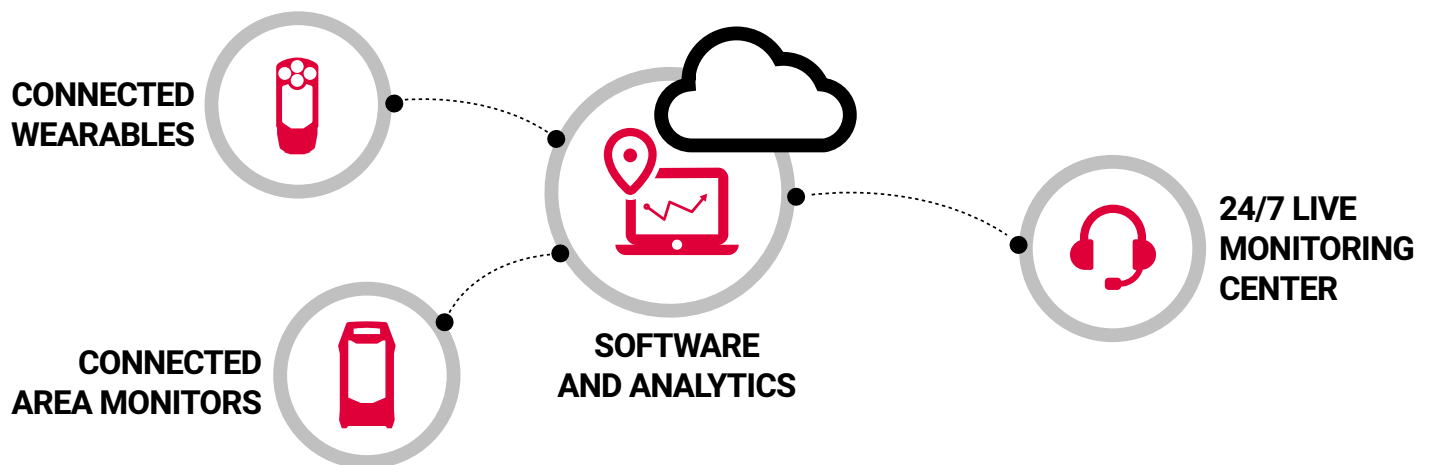 CONNECTED
WEARABLES
24/7 LIVE
MONITORING
CENTER
SOFTWARE
AND ANALYTICS
CONNECTED
AREA MONITORS